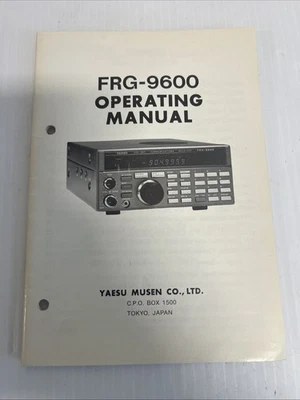 FRG-9600
OPERATING
MANUAL
YAESU MUSEN CO., LTD.
C.P.O. BOX 1500
TOKYO, JAPAN